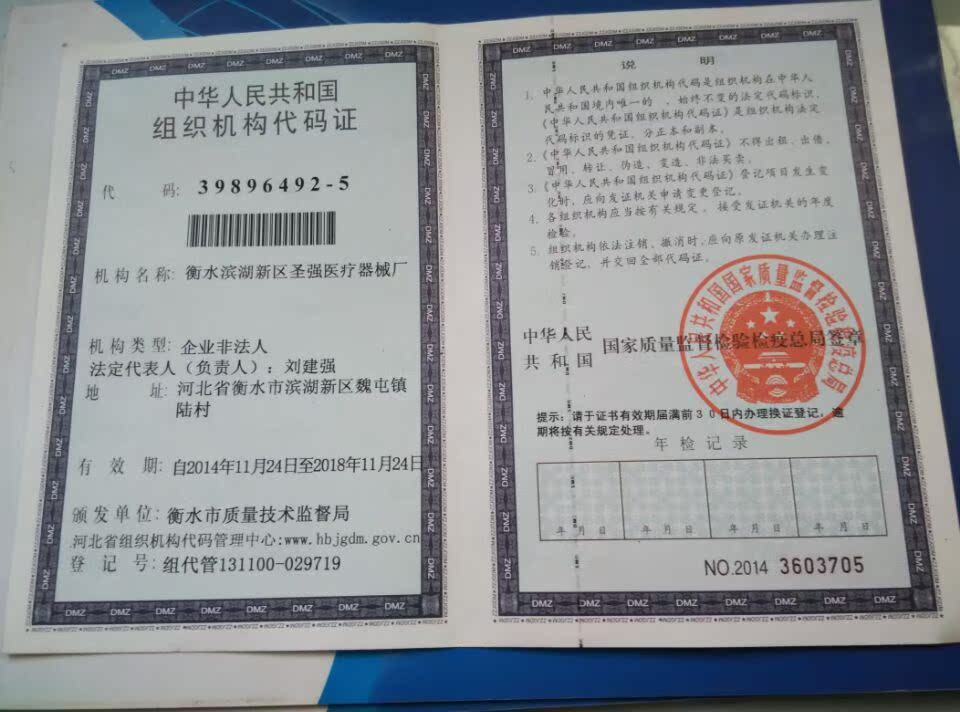 中华人民共和国
组织机构代码证
代 码: 39896492-5
机构名称: 衡水滨湖新区圣强医疗器械厂
机构类型: 企业非法人
法定代表人（负责人）: 刘建强
地 址: 河北省衡水市滨湖新区魏屯镇
陆村
有 效 期: 自2014年11月24日至2018年11月24日
颁发单位: 衡水市质量技术监督局
河北省组织机构代码管理中心:www.hbjgdm.gov.cn
登 记 号: 组代管131100-029719
说 明
1. 中华人民共和国组织机构代码是组织机构在中华人
民共和国境内唯一的、始终不变的法定代码标识,
《中华人民共和国组织机构代码证》是组织机构法定
代码标识的凭证，分正本和副本。
2. 《中华人民共和国组织机构代码证》不得出租、出借、
冒用、转让、伪造、变造、非法买卖。
3. 《中华人民共和国组织机构代码证》登记项目发生变
化时，应向发证机关申请变更登记。
4. 各组织机构应当按有关规定，接受发证机关的年度
检验。
5. 组织机构依法注销、撤消时，应向原发证机关办理注
销登记，并交回全部代码证。
中华人民
共和国 国家质量监督检验检疫总局签章
中华人民共和国国家质量监督检验检疫总局
提示：请于证书有效期届满前30日内办理换证登记，逾
期将按有关规定处理。
年检记录
年 月 日 年 月 日 年 月 日 年 月 日
NO.2014 3603705